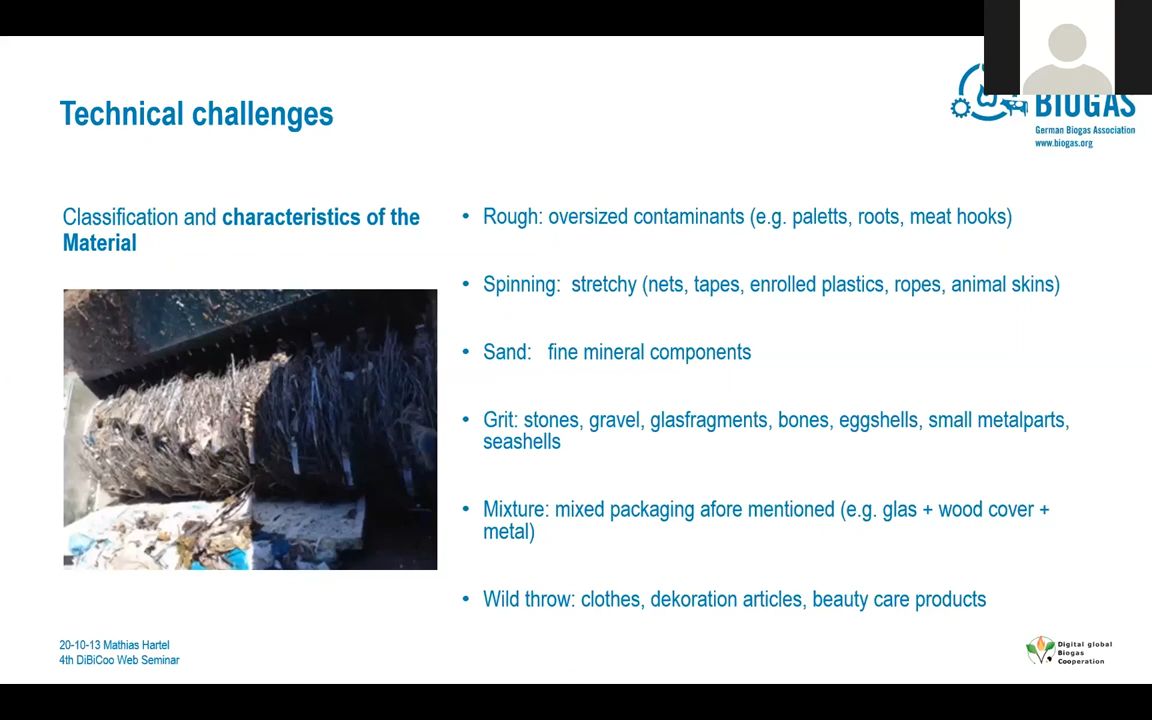 Technical challenges
BIOGAS
German Biogas Association
www.biogas.org
Classification and characteristics of the
Material
• Rough: oversized contaminants (e.g. paletts, roots, meat hooks)
• Spinning: stretchy (nets, tapes, enrolled plastics, ropes, animal skins)
• Sand: fine mineral components
• Grit: stones, gravel, glasfragments, bones, eggshells, small metalparts,
seashells
• Mixture: mixed packaging afore mentioned (e.g. glas + wood cover +
metal)
• Wild throw: clothes, dekoration articles, beauty care products
20-10-13 Mathias Hartel
4th DiBiCoo Web Seminar
Digital global
Biogas
Cooperation